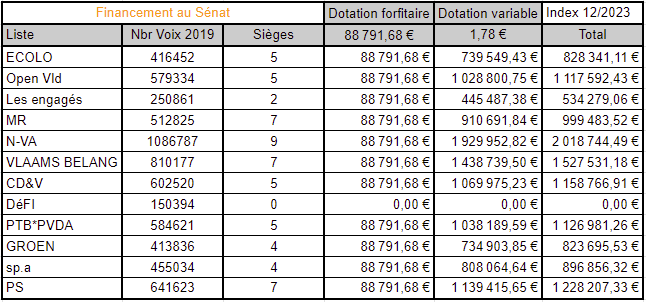 Financement au Sénat Dotation forfitaire Dotation variable Index 12/2023
Liste Nbr Voix 2019 Sièges 88 791,68 € 1,78 € Total
ECOLO 416452 5 88 791,68 € 739 549,43 € 828 341,11 €
Open Vld 579334 5 88 791,68 € 1 028 800,75 € 1 117 592,43 €
Les engagés 250861 2 88 791,68 € 445 487,38 € 534 279,06 €
MR 512825 7 88 791,68 € 910 691,84 € 999 483,52 €
N-VA 1086787 9 88 791,68 € 1 929 952,82 € 2 018 744,49 €
VLAAMS BELANG 810177 7 88 791,68 € 1 438 739,50 € 1 527 531,18 €
CD&V 602520 5 88 791,68 € 1 069 975,23 € 1 158 766,91 €
DéFI 150394 0 0,00 € 0,00 € 0,00 €
PTB*PVDA 584621 5 88 791,68 € 1 038 189,59 € 1 126 981,26 €
GROEN 413836 4 88 791,68 € 734 903,85 € 823 695,53 €
sp.a 455034 4 88 791,68 € 808 064,64 € 896 856,32 €
PS 641623 7 88 791,68 € 1 139 415,65 € 1 228 207,33 €